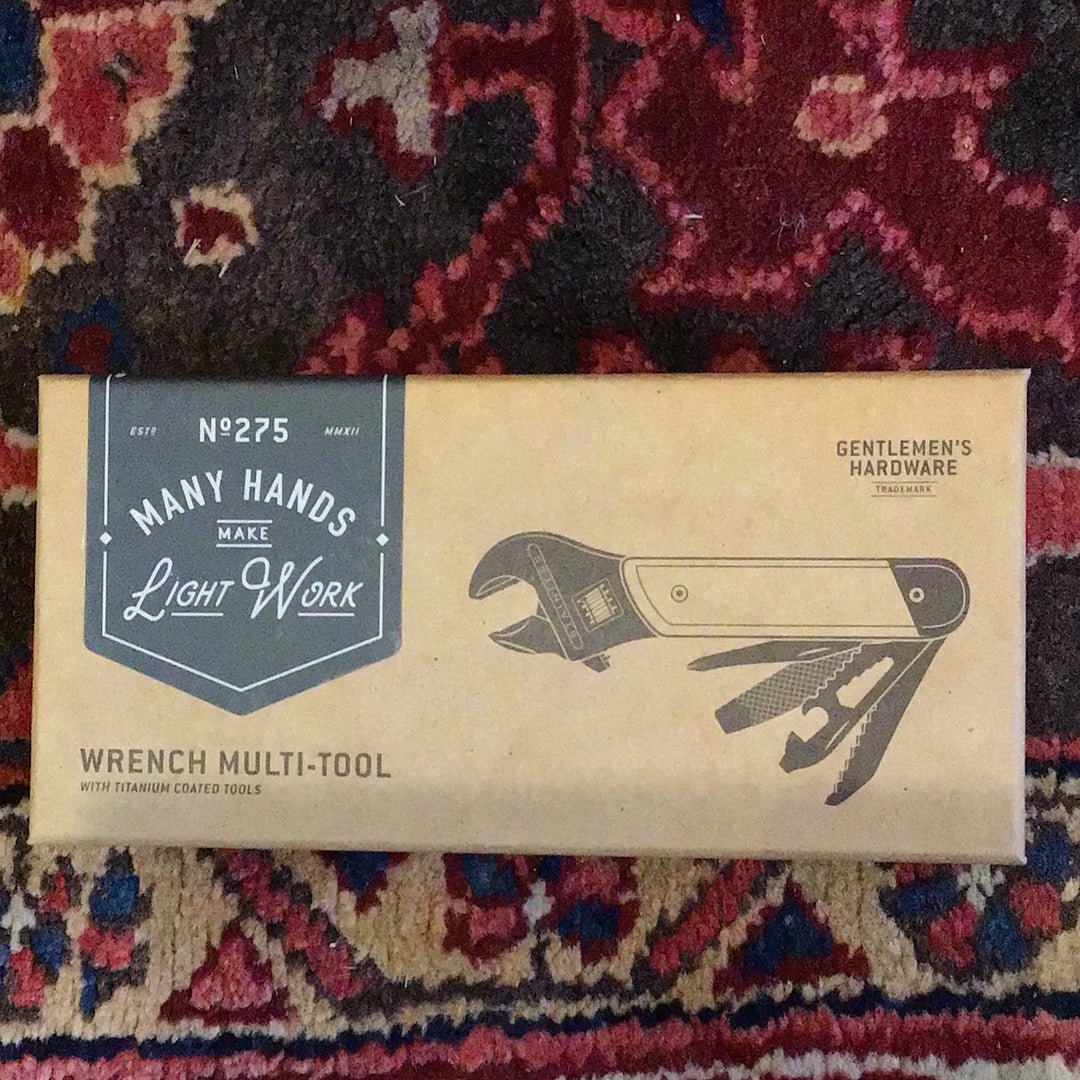 ESTD Nº275 MMXII
MANY HANDS
MAKE
LIGHT WORK
GENTLEMEN'S
HARDWARE
TRADEMARK
WRENCH MULTI-TOOL
WITH TITANIUM COATED TOOLS